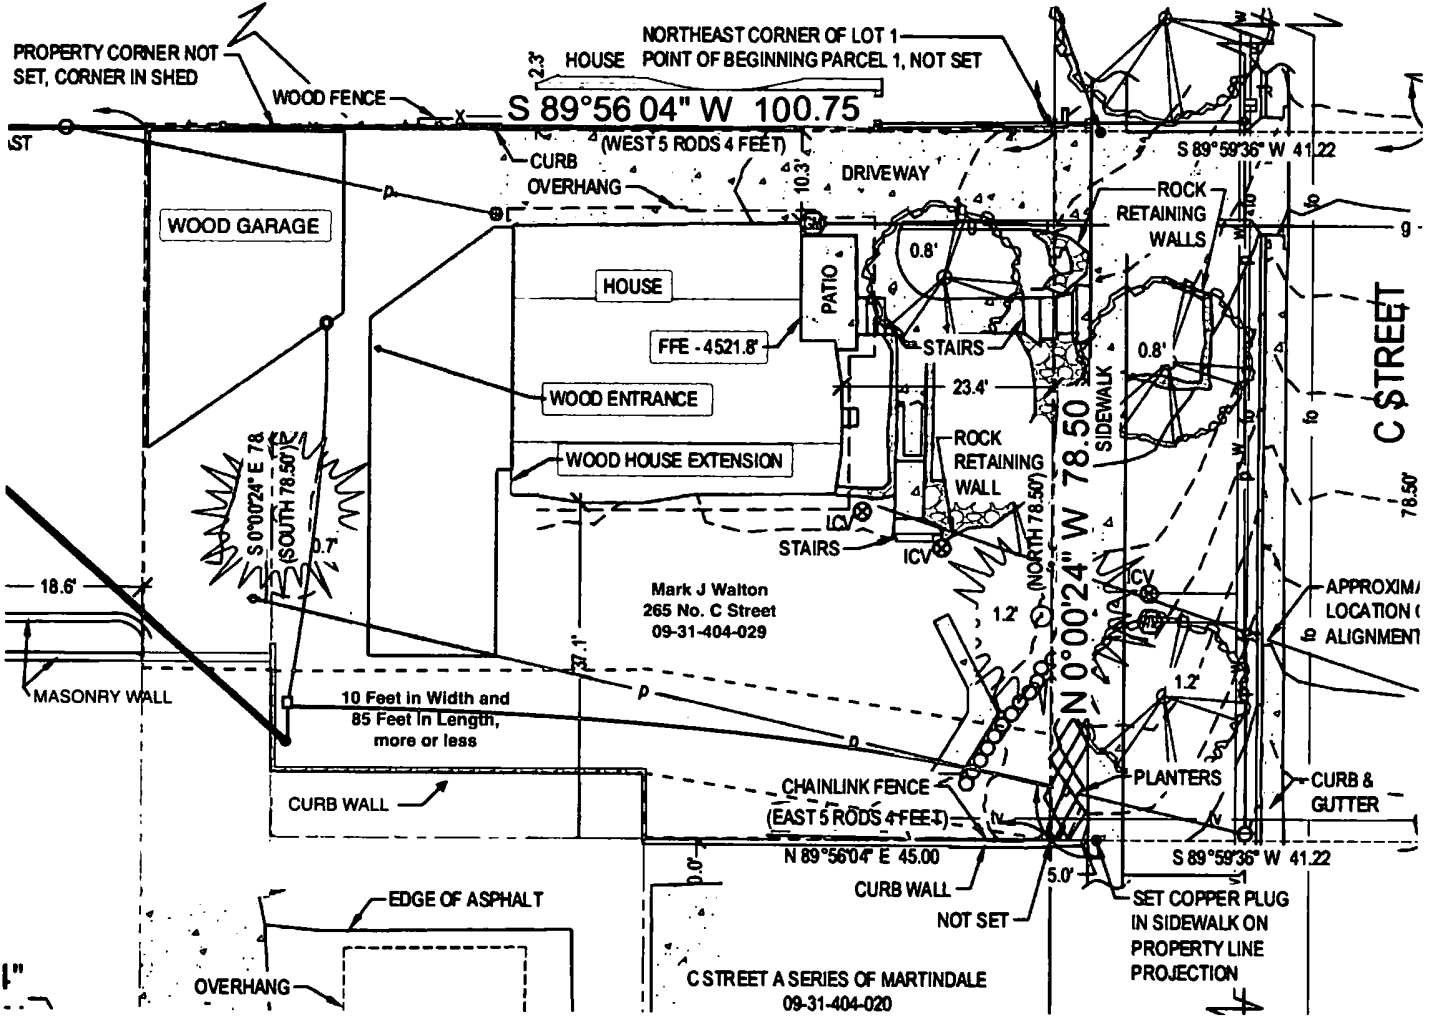 NORTHEAST CORNER OF LOT 1
POINT OF BEGINNING PARCEL 1, NOT SET
PROPERTY CORNER NOT
SET, CORNER IN SHED
2.3'
HOUSE
WOOD FENCE
X
S 89°56 04" W 100.75
ST
(WEST 5 RODS 4 FEET)
CURB
OVERHANG
10.3'
DRIVEWAY
S 89°59'36" W 41.22
ROCK
RETAINING
WALLS
p
WOOD GARAGE
HOUSE
PATIO
0.8'
g
FFE - 4521.8'
STAIRS
0.8'
C STREET
WOOD ENTRANCE
23.4'
SIDEWALK
N 0°00'24" W 78.50
(NORTH 78.50')
78.50'
WOOD HOUSE EXTENSION
ROCK
RETAINING
WALL
S 0°00'24" E 78.
(SOUTH 78.50')
0.7'
ICV
STAIRS
ICV
ICV
18.6'
Mark J Walton
265 No. C Street
09-31-404-029
1.2'
37.1'
APPROXIMA
LOCATION
ALIGNMENT
fo
fo
fo
W
W
MASONRY WALL
10 Feet in Width and
85 Feet in Length,
more or less
p
p
1.2'
CURB WALL
CHAINLINK FENCE
(EAST 5 RODS 4 FEET)
PLANTERS
CURB &
GUTTER
tv
tv
N 89°56'04" E 45.00
S 89°59'36" W 41.22
0.0'
5.0'
CURB WALL
NOT SET
SET COPPER PLUG
IN SIDEWALK ON
PROPERTY LINE
PROJECTION
EDGE OF ASPHALT
OVERHANG
C STREET A SERIES OF MARTINDALE
09-31-404-020